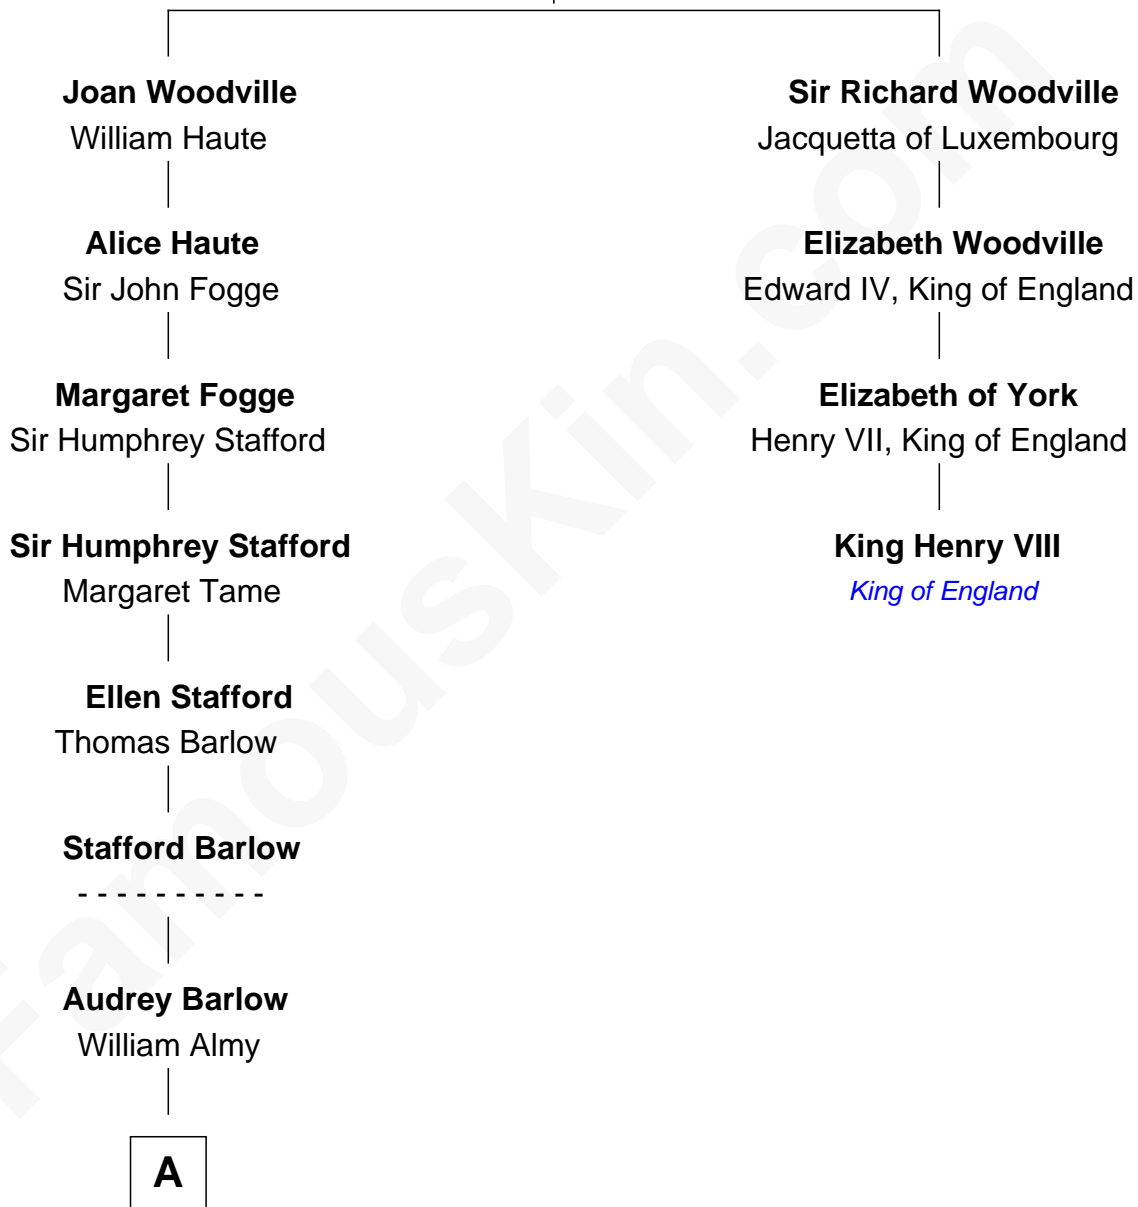 Joan Woodville
William Haute
Alice Haute
Sir John Fogge
Margaret Fogge
Sir Humphrey Stafford
Sir Humphrey Stafford
Margaret Tame
Ellen Stafford
Thomas Barlow
Stafford Barlow
- - - - - - - - - -
Audrey Barlow
William Almy
A
Sir Richard Woodville
Jacquetta of Luxembourg
Elizabeth Woodville
Edward IV, King of England
Elizabeth of York
Henry VII, King of England
King Henry VIII
King of England
FamousKin.com